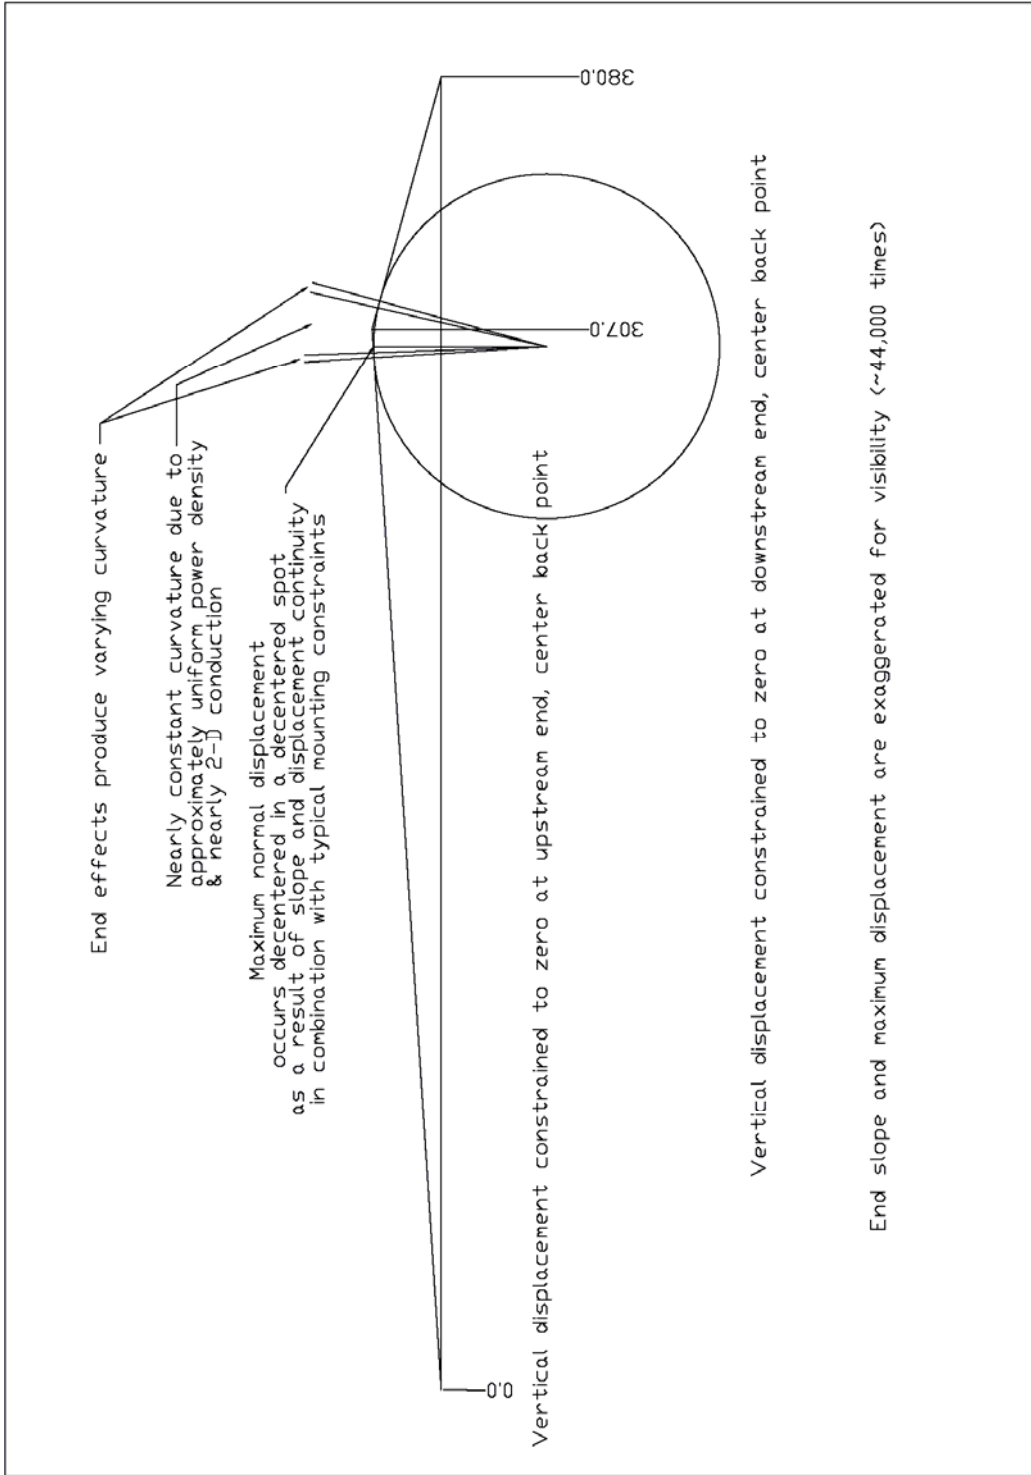 End effects produce varying curvature
Nearly constant curvature due to
approximately uniform power density
& nearly 2-D conduction
Maximum normal displacement
occurs decentered in a decentered spot
as a result of slope and displacement continuity
in combination with typical mounting constraints
380.0
307.0
0.0
Vertical displacement constrained to zero at upstream end, center back point
Vertical displacement constrained to zero at downstream end, center back point
End slope and maximum displacement are exaggerated for visibility (~44,000 times)